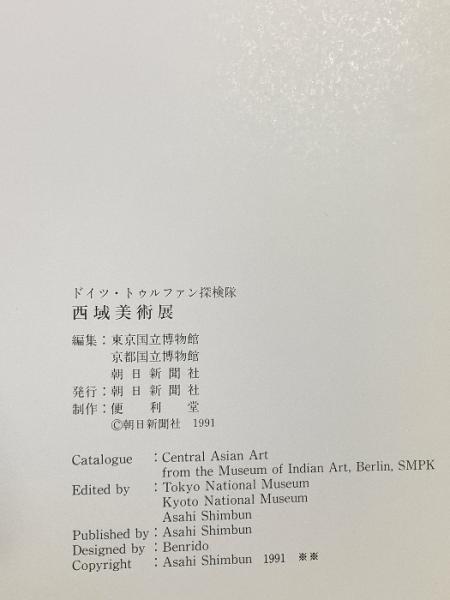 ドイツ・トゥルファン探検隊
西域美術展
編集：東京国立博物館
京都国立博物館
朝日新聞社
発行：朝日新聞社
制作：便利堂
©朝日新聞社 1991
Catalogue : Central Asian Art
from the Museum of Indian Art, Berlin, SMPK
Edited by : Tokyo National Museum
Kyoto National Museum
Asahi Shimbun
Published by : Asahi Shimbun
Designed by : Benrido
Copyright : Asahi Shimbun 1991 ※※